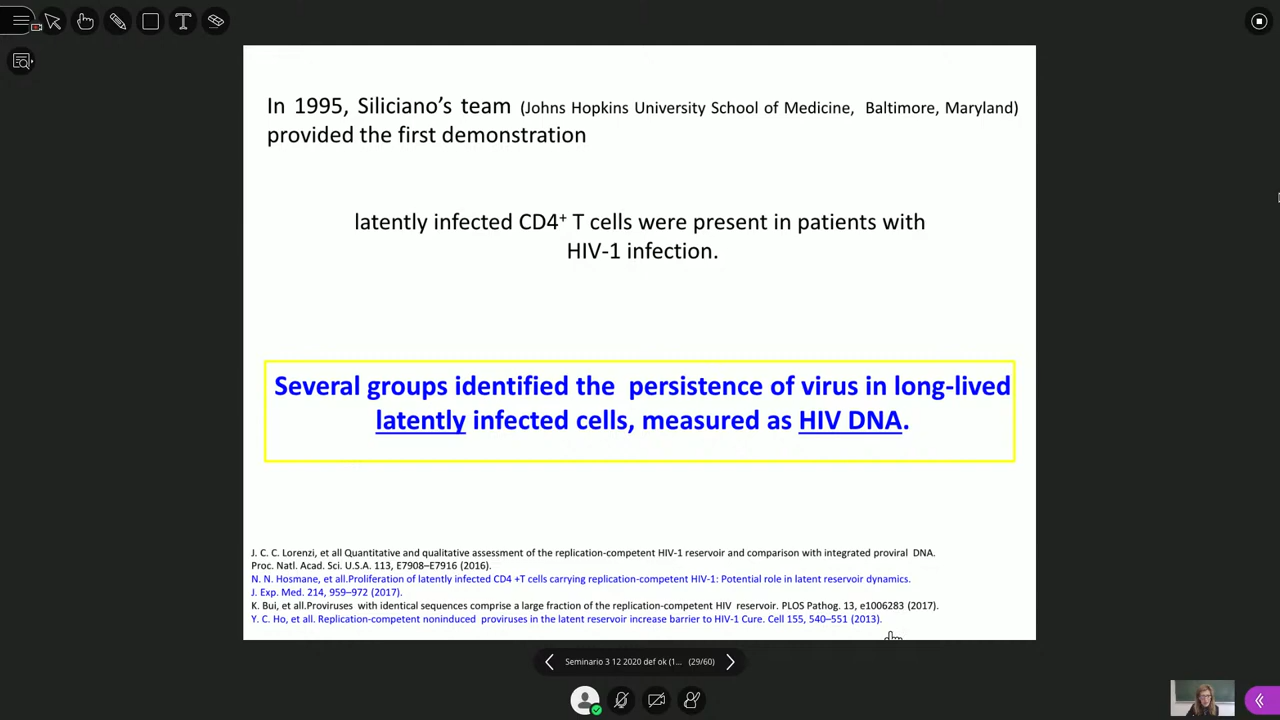 In 1995, Siliciano's team (Johns Hopkins University School of Medicine, Baltimore, Maryland)
provided the first demonstration
latently infected CD4+ T cells were present in patients with
HIV-1 infection.
Several groups identified the persistence of virus in long-lived
latently infected cells, measured as HIV DNA.
J. C. C. Lorenzi, et all Quantitative and qualitative assessment of the replication-competent HIV-1 reservoir and comparison with integrated proviral DNA.
Proc. Natl. Acad. Sci. U.S.A. 113, E7908–E7916 (2016).
N. N. Hosmane, et all.Proliferation of latently infected CD4 +T cells carrying replication-competent HIV-1: Potential role in latent reservoir dynamics.
J. Exp. Med. 214, 959–972 (2017).
K. Bui, et all.Proviruses with identical sequences comprise a large fraction of the replication-competent HIV reservoir. PLOS Pathog. 13, e1006283 (2017).
Y. C. Ho, et all. Replication-competent noninduced proviruses in the latent reservoir increase barrier to HIV-1 Cure. Cell 155, 540–551 (2013).
Seminario 3 12 2020 def ok (1... (29/60)